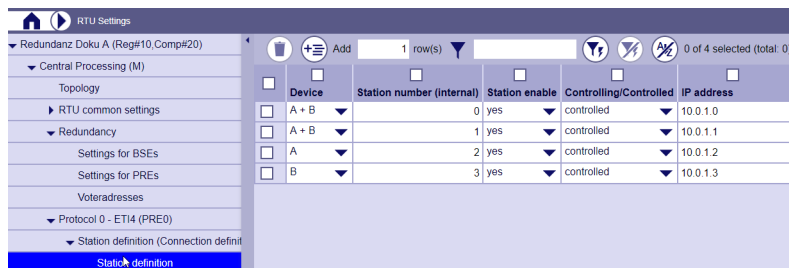 RTU Settings
Redundanz Doku A (Reg#10,Comp#20)
Add 1 row(s) 0 of 4 selected (total: 0
Central Processing (M)
Topology
Device Station number (internal) Station enable Controlling/Controlled IP address
RTU common settings
A + B 0 yes controlled 10.0.1.0
Redundancy
A + B 1 yes controlled 10.0.1.1
Settings for BSEs
A 2 yes controlled 10.0.1.2
Settings for PREs
B 3 yes controlled 10.0.1.3
Voteradresses
Protocol 0 - ETI4 (PRE0)
Station definition (Connection definit
Station definition